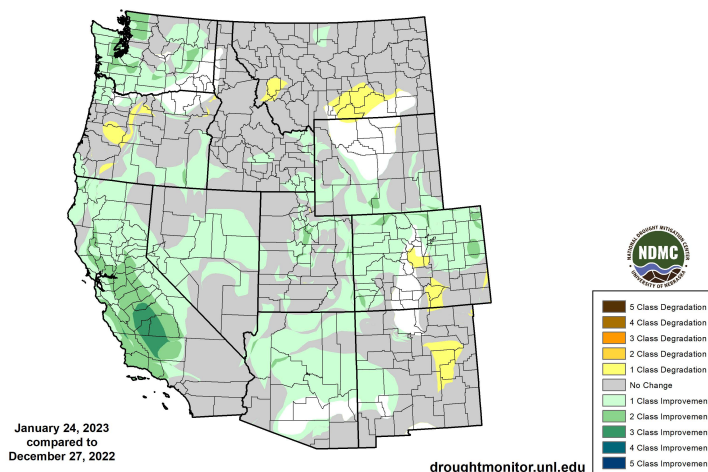 NATIONAL DROUGHT MITIGATION CENTER
NDMC
UNIVERSITY OF NEBRASKA
5 Class Degradation
4 Class Degradation
3 Class Degradation
2 Class Degradation
1 Class Degradation
No Change
1 Class Improvemen
2 Class Improvemen
3 Class Improvemen
4 Class Improvemen
5 Class Improvemen
January 24, 2023
compared to
December 27, 2022
droughtmonitor.unl.edu